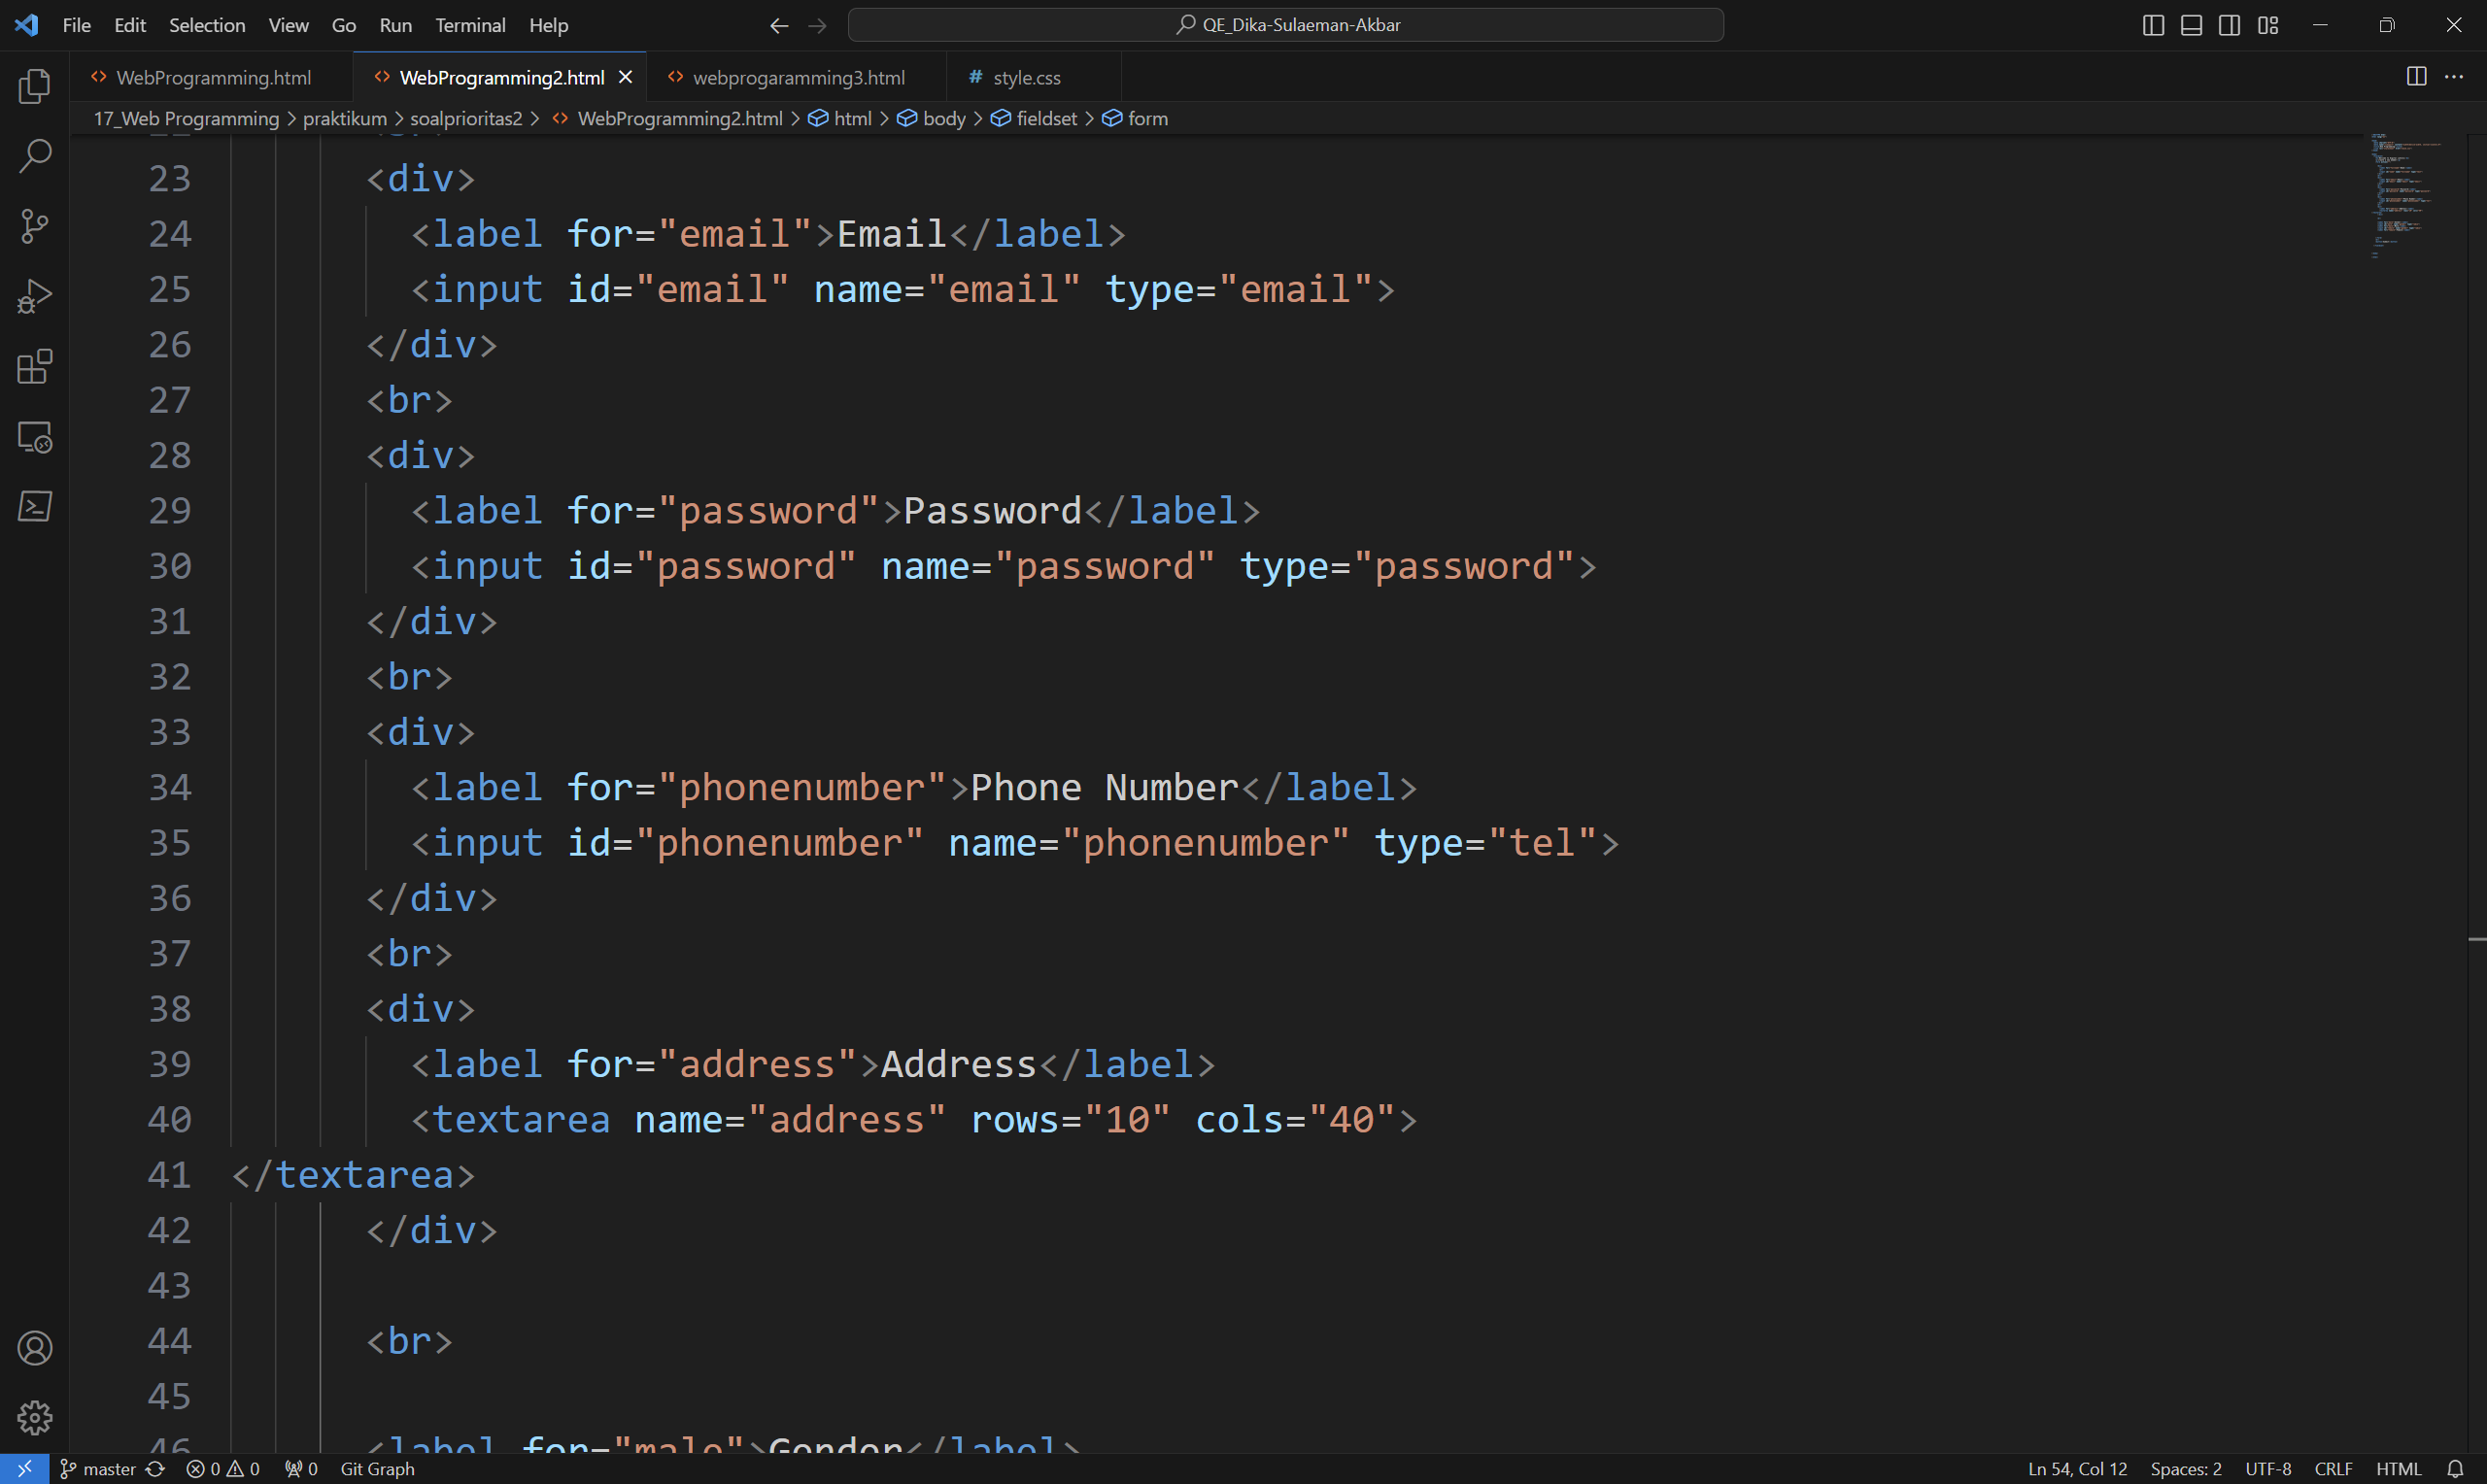 File Edit Selection View Go Run Terminal Help QE_Dika-Sulaeman-Akbar
WebProgramming.html WebProgramming2.html webprogaramming3.html # style.css
17_Web Programming > praktikum > soalprioritas2 > <> WebProgramming2.html > html > body > fieldset > form
23 <div>
24 <label for="email">Email</label>
25 <input id="email" name="email" type="email">
26 </div>
27 <br>
28 <div>
29 <label for="password">Password</label>
30 <input id="password" name="password" type="password">
31 </div>
32 <br>
33 <div>
34 <label for="phonenumber">Phone Number</label>
35 <input id="phonenumber" name="phonenumber" type="tel">
36 </div>
37 <br>
38 <div>
39 <label for="address">Address</label>
40 <textarea name="address" rows="10" cols="40">
41 </textarea>
42 </div>
43
44 <br>
45
46 <label for="male">Gender</label>
master 0 0 0 Git Graph Ln 54, Col 12 Spaces: 2 UTF-8 CRLF HTML